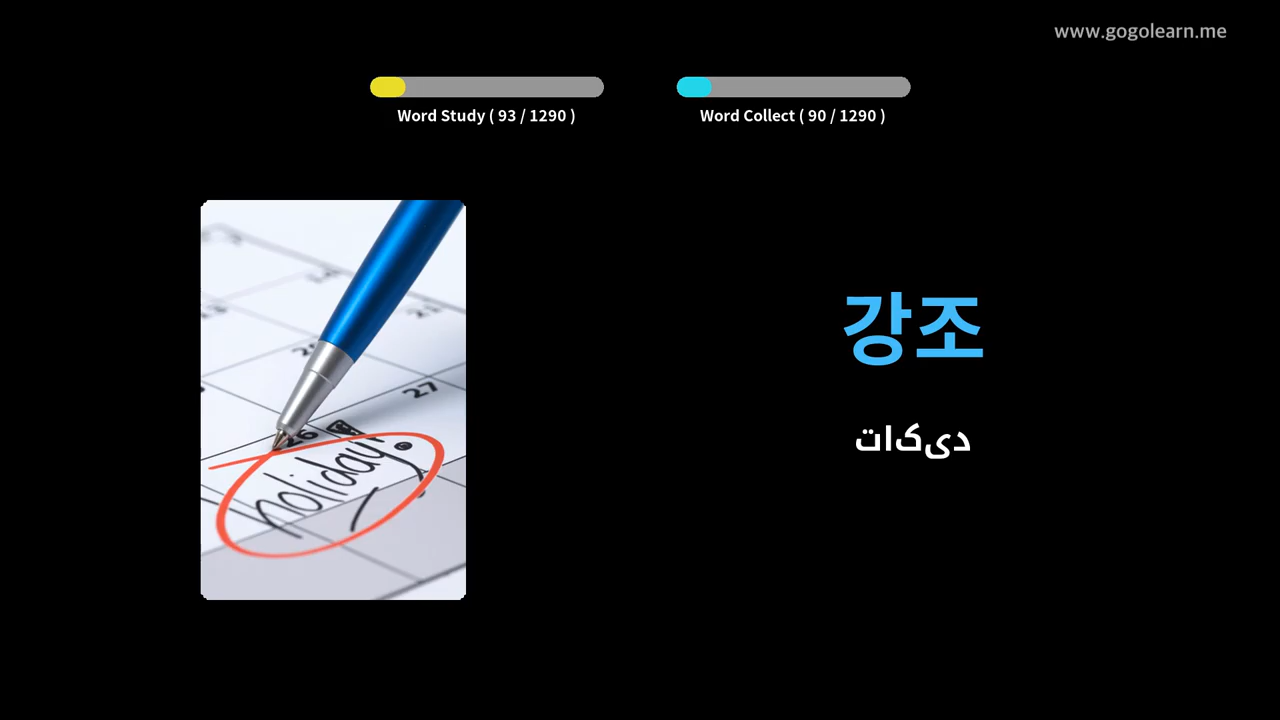 www.gogolearn.me
Word Study ( 93 / 1290 )
Word Collect ( 90 / 1290 )
27
holiday!
강조
دیکات